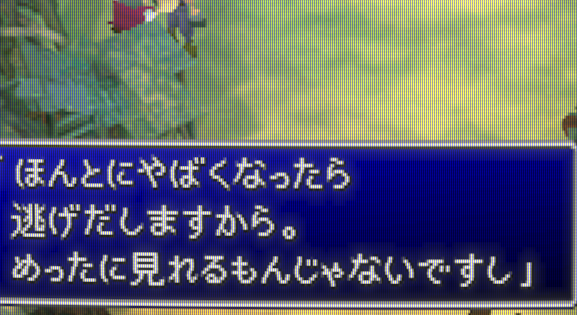 ほんとにやばくなったら
逃げだしますから。
めったに見れるもんじゃないですし」